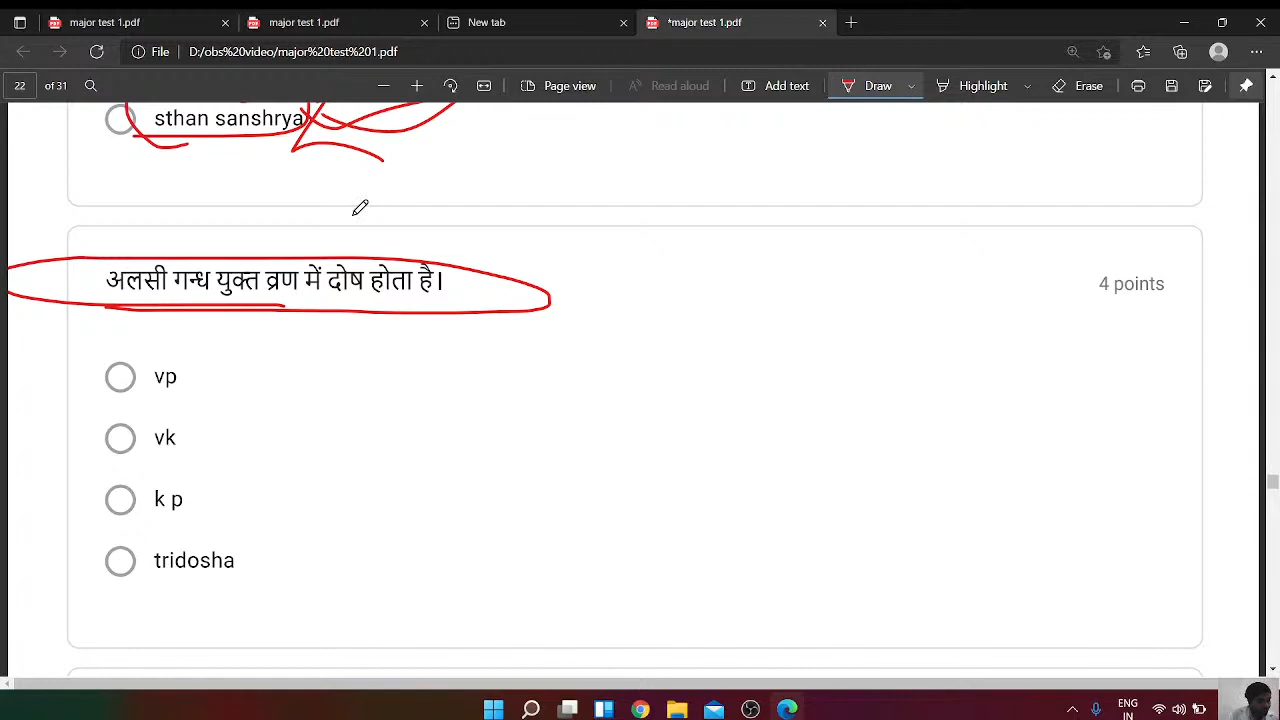 major test 1.pdf
major test 1.pdf
New tab
*major test 1.pdf
File
D:/obs%20video/major%20test%201.pdf
22
of 31
Page view
Read aloud
Add text
Draw
Highlight
Erase
sthan sanshrya
अलसी गन्ध युक्त व्रण में दोष होता है।
4 points
vp
vk
k p
tridosha
ENG
IN